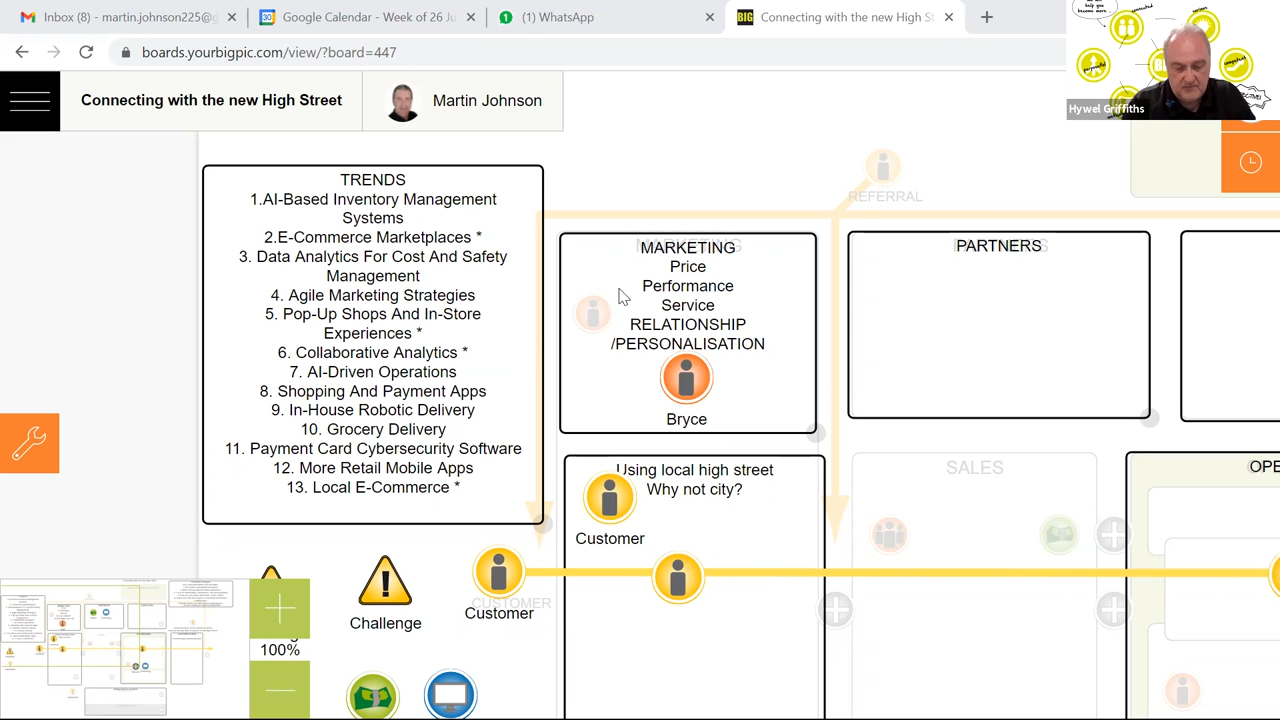 Inbox (8) - martin.johnson225@
Google Calendar -
(1) WhatsApp
Connecting with the new High St
boards.yourbigpic.com/view/?board=4
Connecting with the new High Street
Martin Johnson
Hywel Griffiths
help you
become more...
connected
TRENDS
1.AI-Based Inventory Management
Systems
2.E-Commerce Marketplaces *
3. Data Analytics For Cost And Safety
Management
4. Agile Marketing Strategies
5. Pop-Up Shops And In-Store
Experiences *
6. Collaborative Analytics *
7. AI-Driven Operations
8. Shopping And Payment Apps
9. In-House Robotic Delivery
10. Grocery Delivery
11. Payment Card Cybersecurity Software
12. More Retail Mobile Apps
13. Local E-Commerce *
REFERRAL
MARKETING
Price
Performance
Service
RELATIONSHIP
/PERSONALISATION
Bryce
PARTNERS
Using local high street
Why not city?
Customer
SALES
OPE
Challenge
Customer
100%